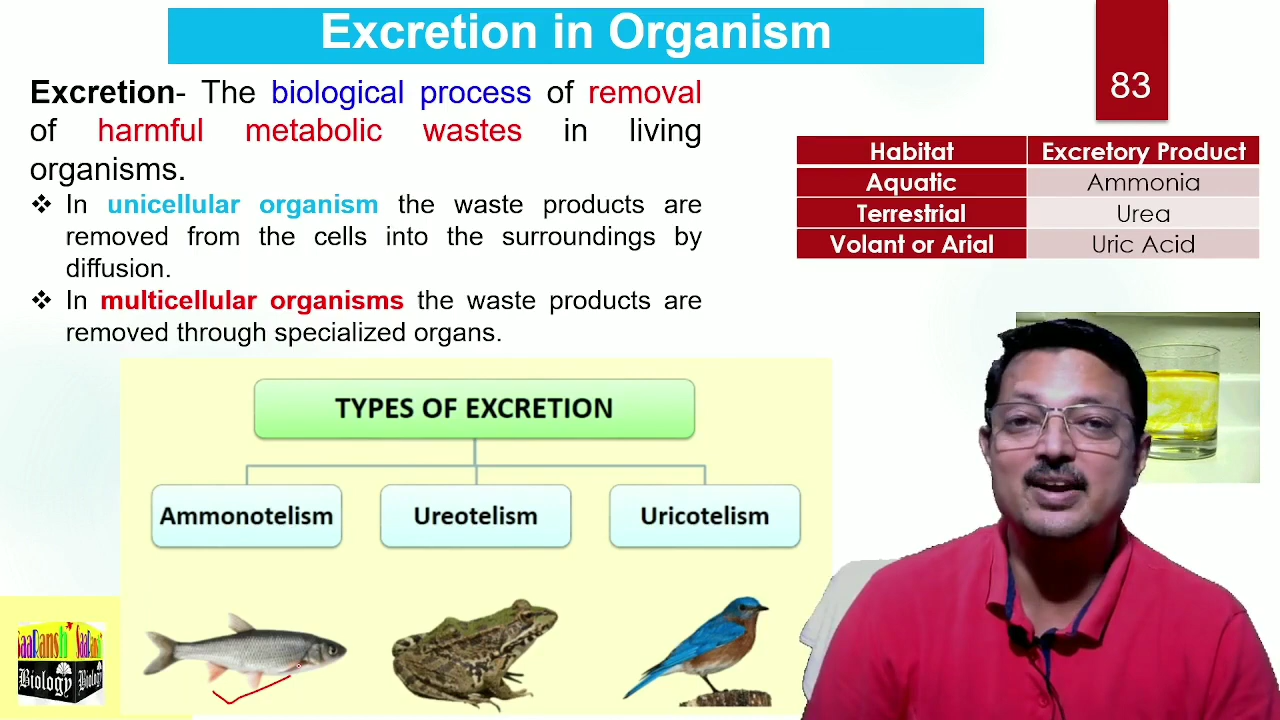 Excretion in Organism
83
Excretion- The biological process of removal
of harmful metabolic wastes in living
organisms.
❖ In unicellular organism the waste products are
removed from the cells into the surroundings by
diffusion.
❖ In multicellular organisms the waste products are
removed through specialized organs.
Habitat Excretory Product
Aquatic Ammonia
Terrestrial Urea
Volant or Arial Uric Acid
TYPES OF EXCRETION
Ammonotelism Ureotelism Uricotelism
SaaDansh
Biology Biology